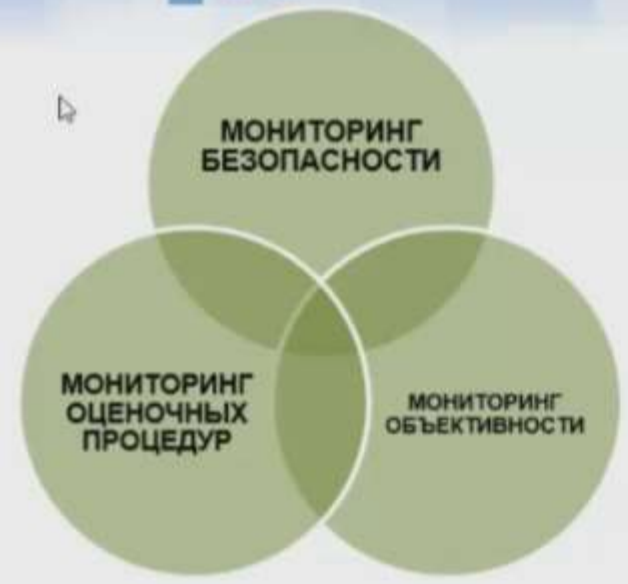 МОНИТОРИНГ
БЕЗОПАСНОСТИ
МОНИТОРИНГ
ОЦЕНОЧНЫХ
ПРОЦЕДУР
МОНИТОРИНГ
ОБЪЕКТИВНОСТИ